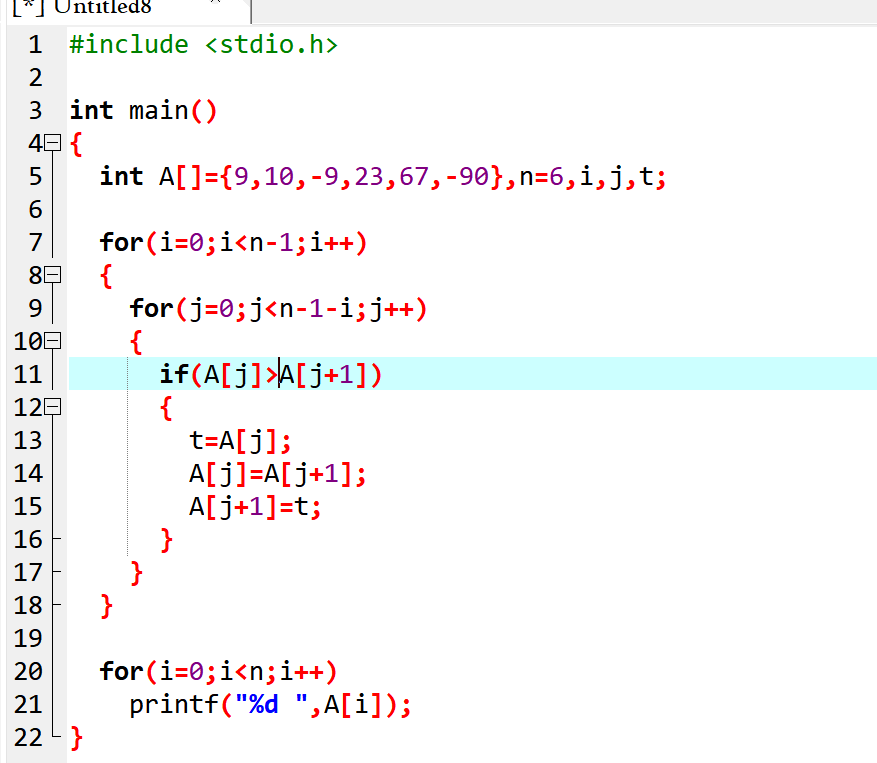 [*] Untitled8
1 #include <stdio.h>
2
3 int main()
4 {
5 int A[]={9,10,-9,23,67,-90},n=6,i,j,t;
6
7 for(i=0;i<n-1;i++)
8 {
9 for(j=0;j<n-1-i;j++)
10 {
11 if(A[j]>A[j+1])
12 {
13 t=A[j];
14 A[j]=A[j+1];
15 A[j+1]=t;
16 }
17 }
18 }
19
20 for(i=0;i<n;i++)
21 printf("%d ",A[i]);
22 }